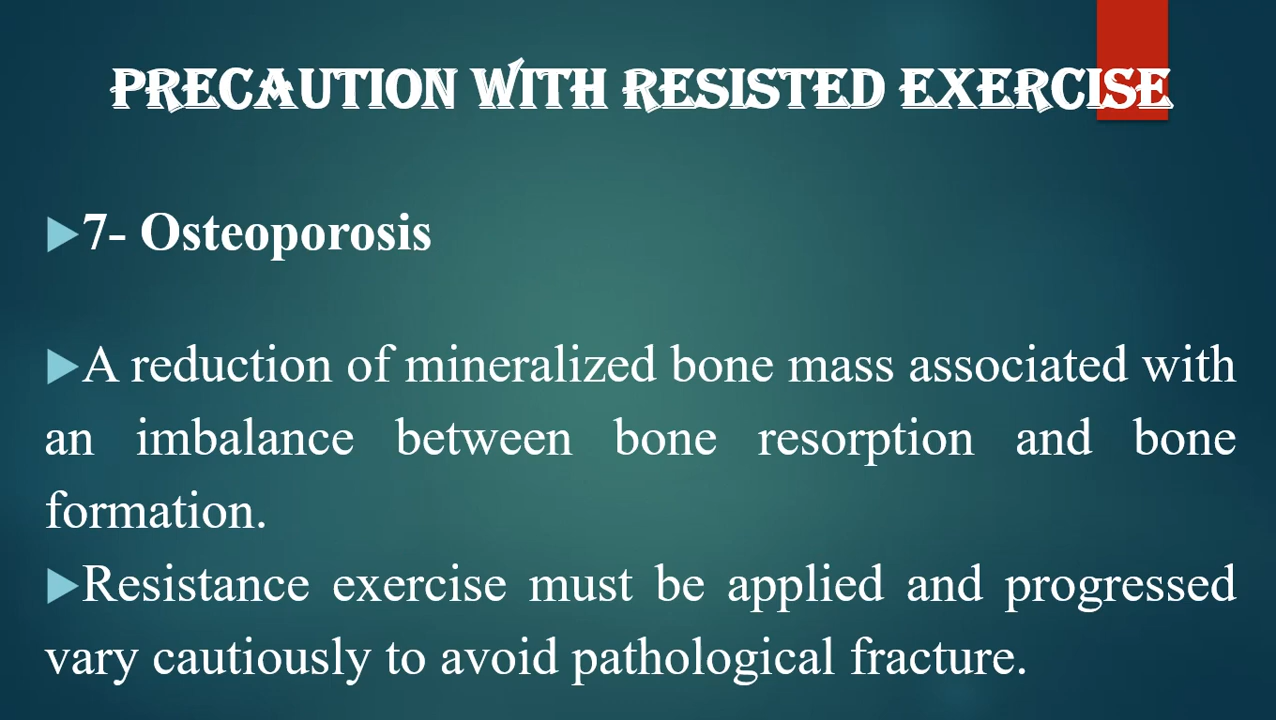 PRECAUTION WITH RESISTED EXERCISE
7- Osteoporosis
A reduction of mineralized bone mass associated with
an imbalance between bone resorption and bone
formation.
Resistance exercise must be applied and progressed
vary cautiously to avoid pathological fracture.